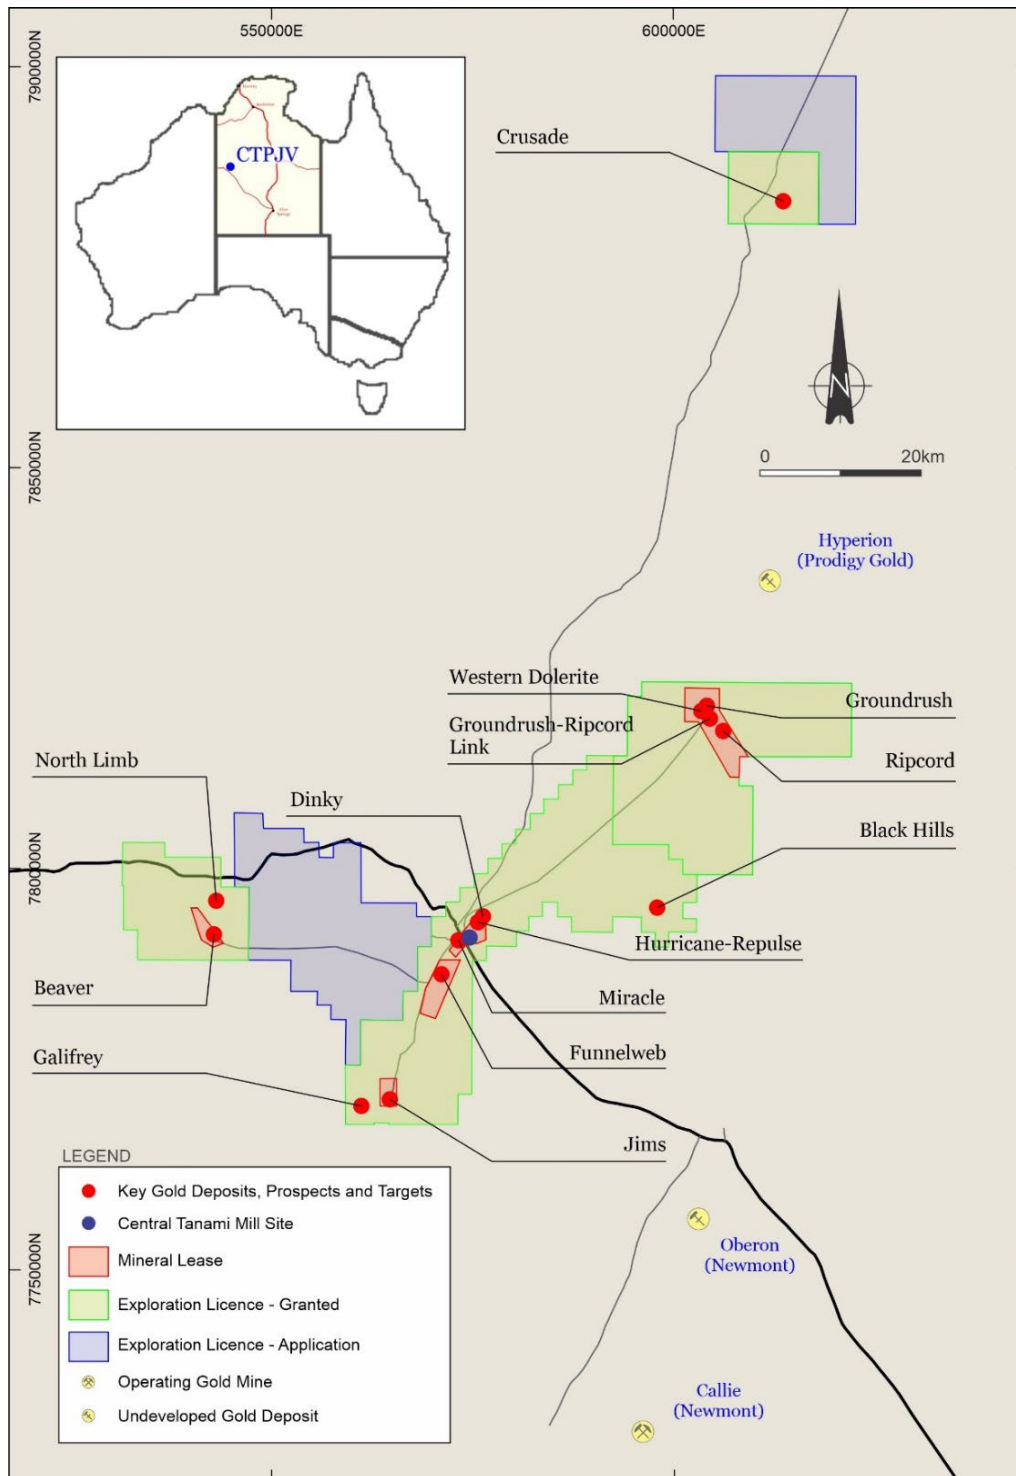 550000E
600000E
7900000N
7850000N
7800000N
7750000N
CTPJV
Crusade
N
0
20km
Hyperion
(Prodigy Gold)
Western Dolerite
Groundrush
Groundrush-Ripcord
Link
Ripcord
North Limb
Dinky
Black Hills
Hurricane-Repulse
Beaver
Miracle
Galifrey
Funnelweb
Jims
LEGEND
Key Gold Deposits, Prospects and Targets
Central Tanami Mill Site
Mineral Lease
Exploration Licence - Granted
Exploration Licence - Application
Operating Gold Mine
Undeveloped Gold Deposit
Oberon
(Newmont)
Callie
(Newmont)